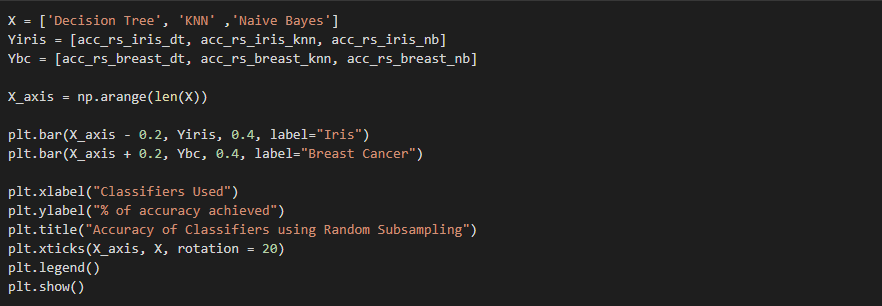 X = ['Decision Tree', 'KNN' ,'Naive Bayes']
Yiris = [acc_rs_iris_dt, acc_rs_iris_knn, acc_rs_iris_nb]
Ybc = [acc_rs_breast_dt, acc_rs_breast_knn, acc_rs_breast_nb]
X_axis = np.arange(len(X))
plt.bar(X_axis - 0.2, Yiris, 0.4, label="Iris")
plt.bar(X_axis + 0.2, Ybc, 0.4, label="Breast Cancer")
plt.xlabel("Classifiers Used")
plt.ylabel("% of accuracy achieved")
plt.title("Accuracy of Classifiers using Random Subsampling")
plt.xticks(X_axis, X, rotation = 20)
plt.legend()
plt.show()